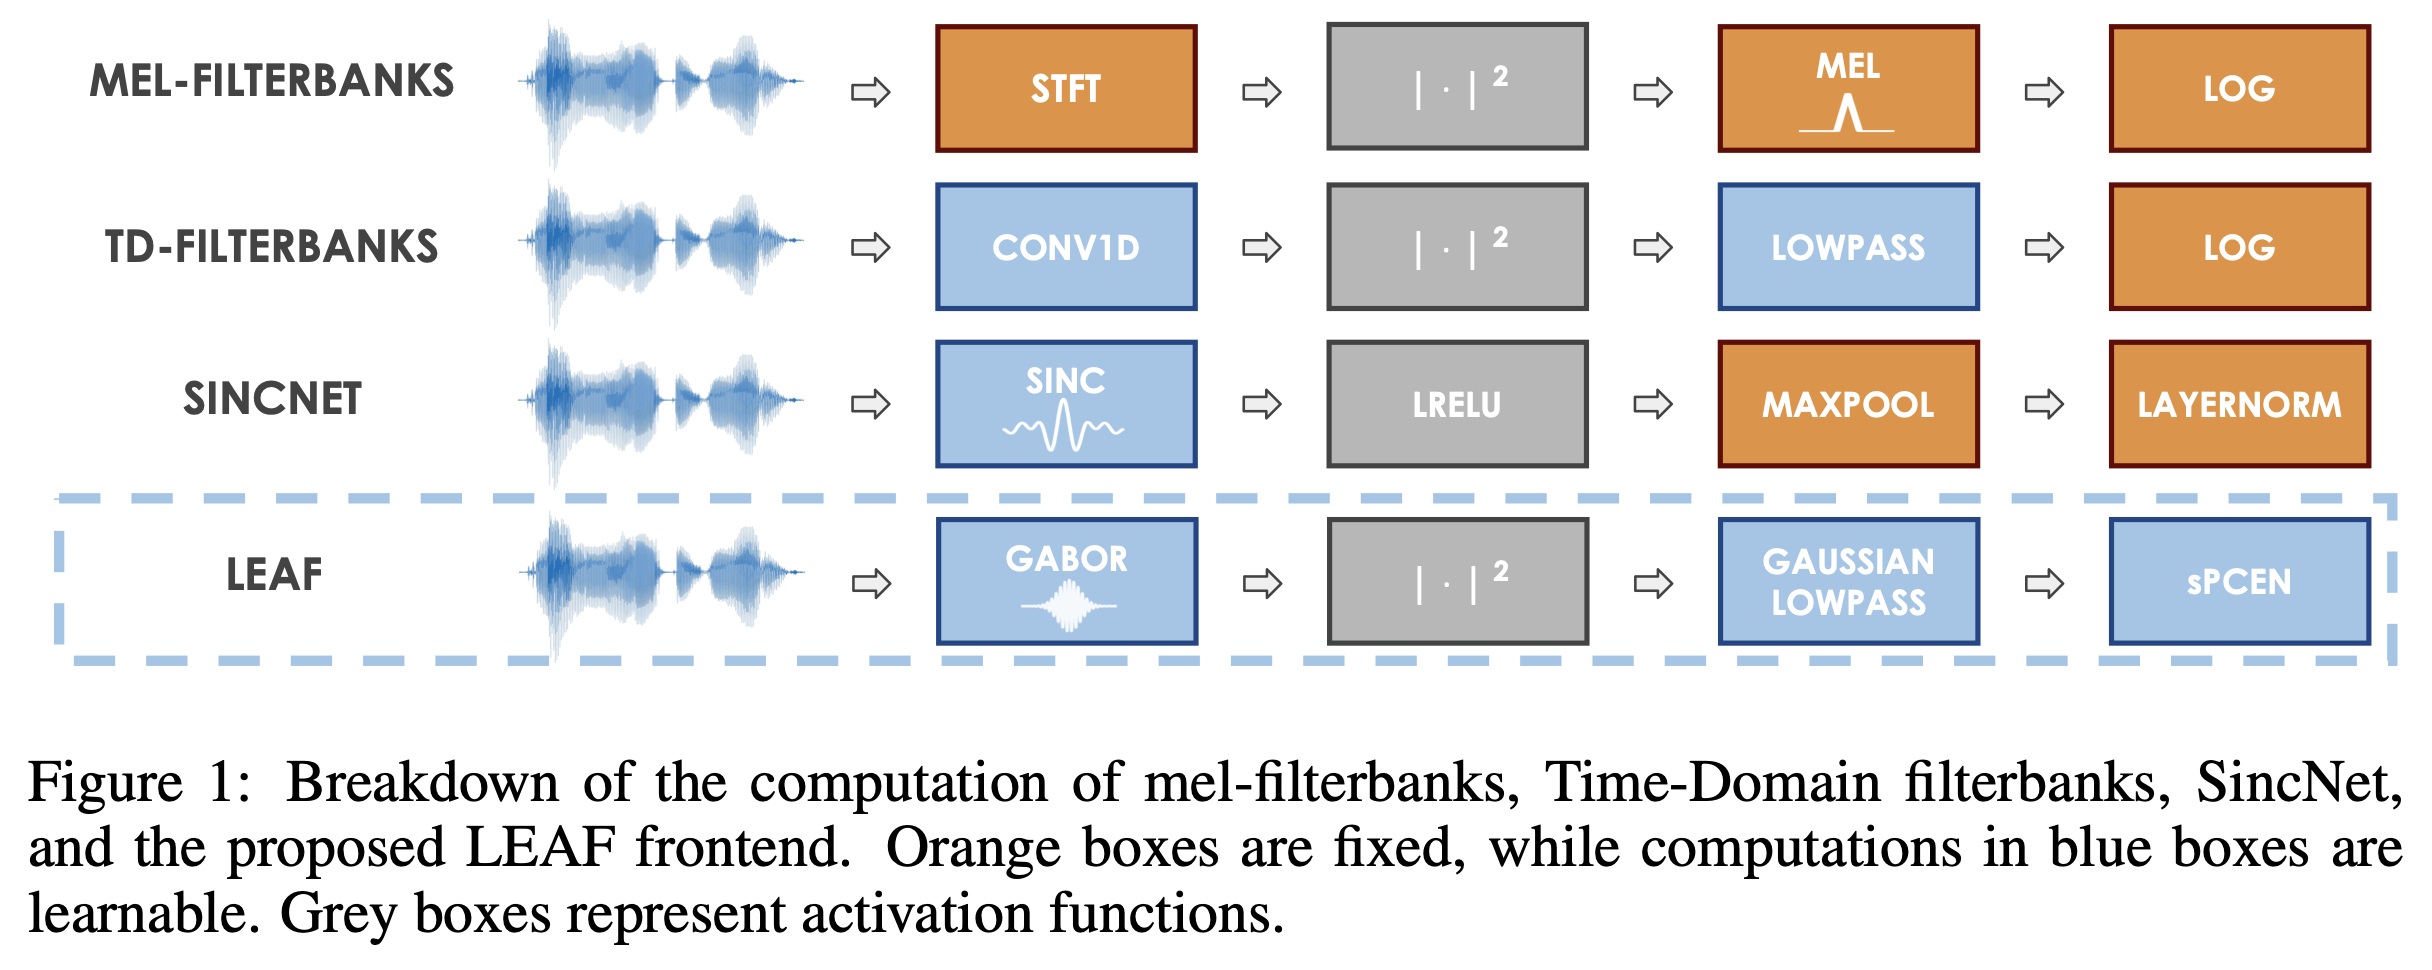 MEL-FILTERBANKS STFT | · | 2 MEL LOG
TD-FILTERBANKS CONV1D | · | 2 LOWPASS LOG
SINCNET SINC LRELU MAXPOOL LAYERNORM
LEAF GABOR | · | 2 GAUSSIAN LOWPASS sPCEN
Figure 1: Breakdown of the computation of mel-filterbanks, Time-Domain filterbanks, SincNet,
and the proposed LEAF frontend. Orange boxes are fixed, while computations in blue boxes are
learnable. Grey boxes represent activation functions.